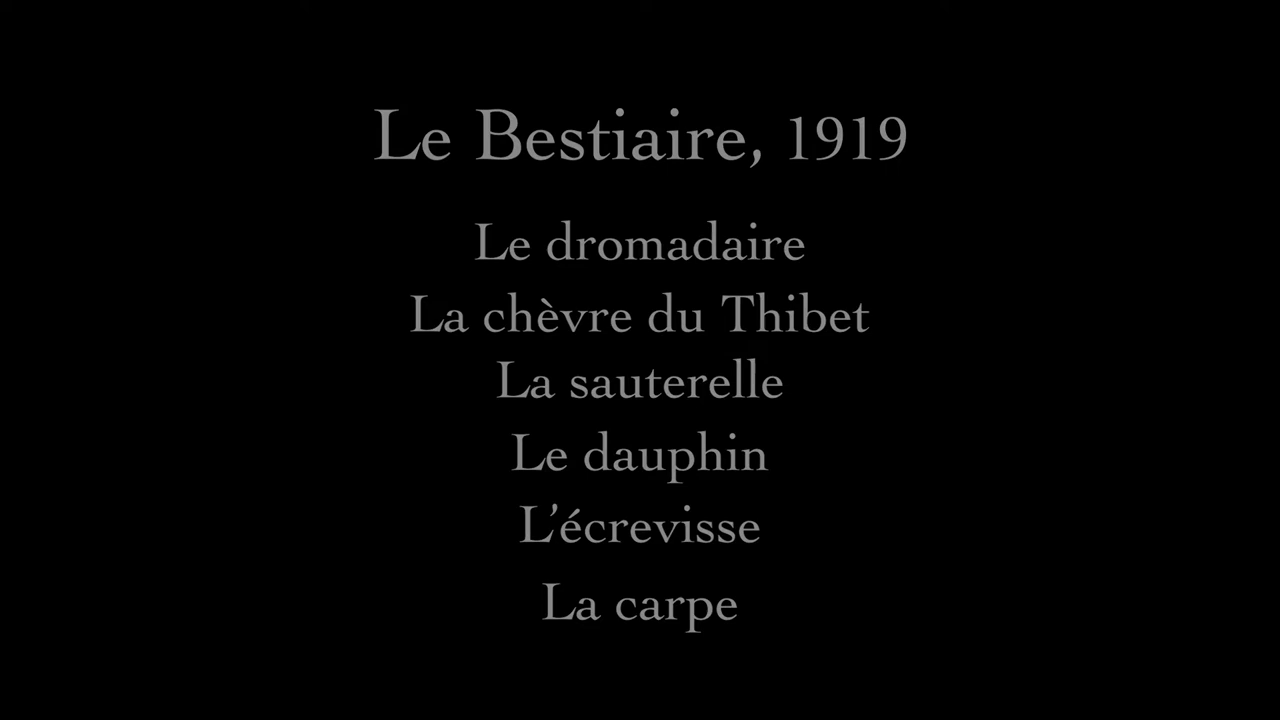 Le Bestiaire, 1919
Le dromadaire
La chèvre du Thibet
La sauterelle
Le dauphin
L’écrevisse
La carpe